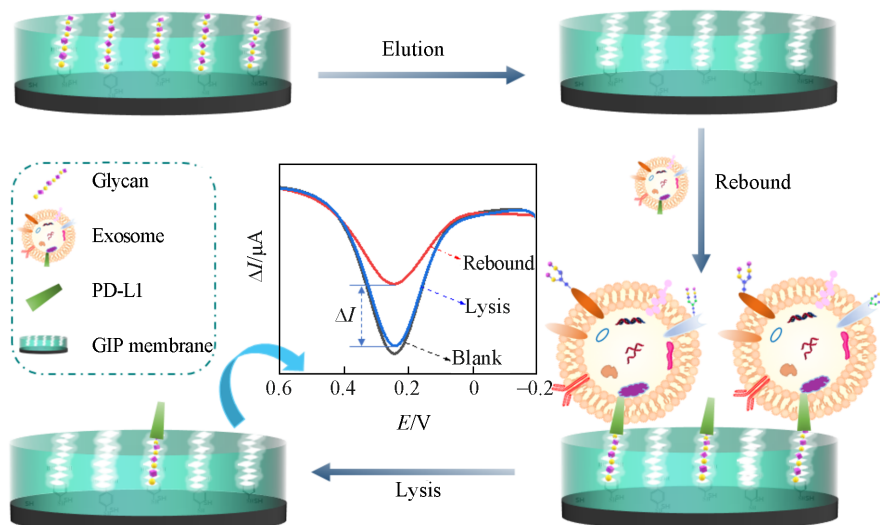 Elution
Glycan
Exosome
PD-L1
GIP membrane
Rebound
ΔI/μA
Rebound
Lysis
Blank
ΔI
0.6 0.4 0.2 0 −0.2
E/V
Lysis